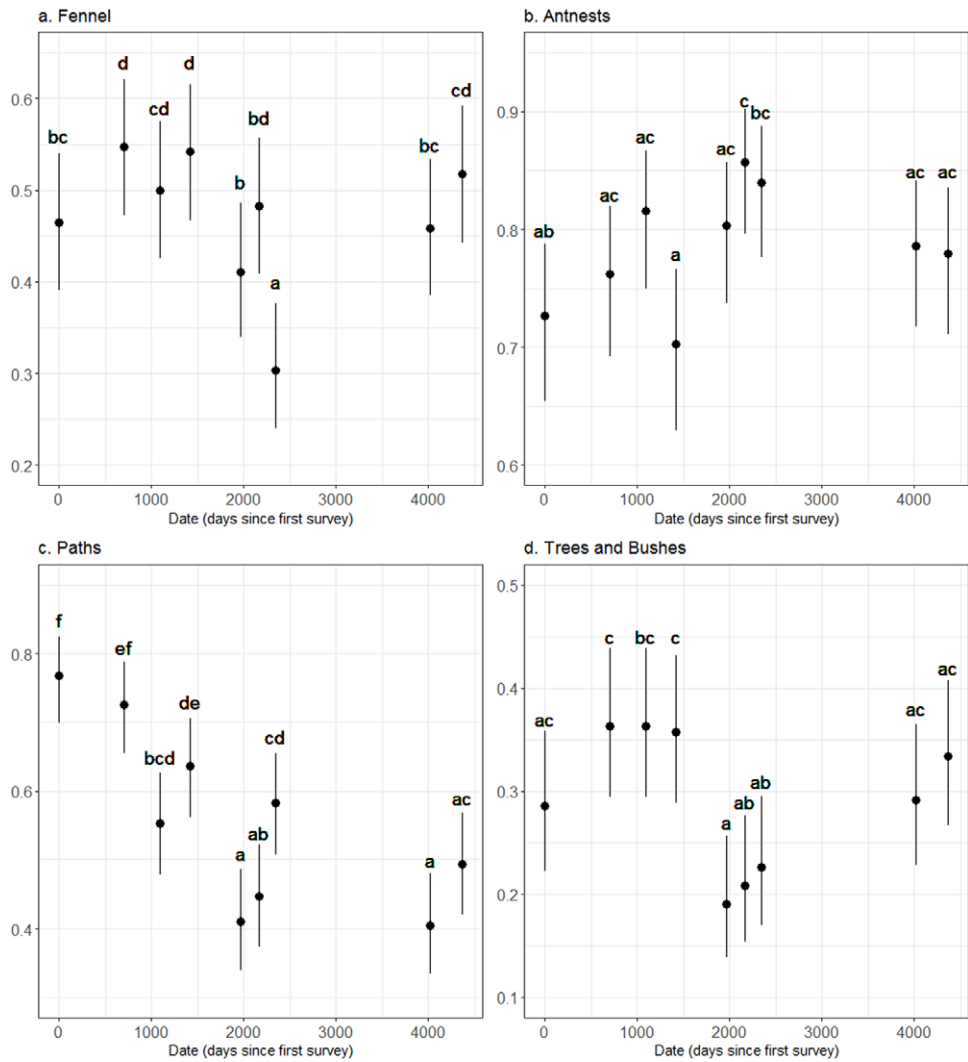 a. Fennel
d
d
0.6
cd
cd
bd
bc
bc
0.5
b
0.4
a
0.3
0.2
0
1000
2000
3000
4000
Date (days since first survey)
b. Antnests
c
0.9
bc
ac
ac
ac
ac
ac
ab
0.8
a
0.7
0.6
0
1000
2000
3000
4000
Date (days since first survey)
c. Paths
f
0.8
ef
de
bcd
cd
0.6
ac
ab
a
a
0.4
0
1000
2000
3000
4000
Date (days since first survey)
d. Trees and Bushes
0.5
c
bc
c
0.4
ac
ac
ac
0.3
ab
ab
a
0.2
0.1
0
1000
2000
3000
4000
Date (days since first survey)